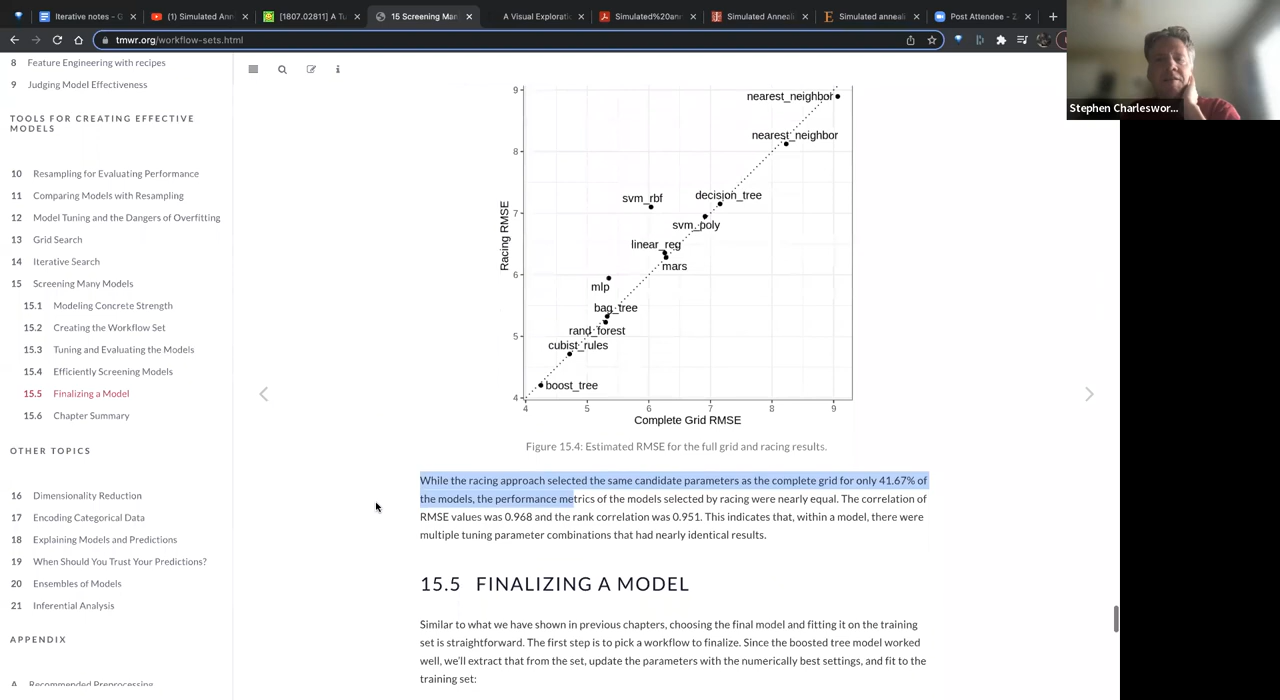 Iterative notes - G
(1) Simulated Ann
[1807.02811] A Tu
15 Screening Man
A Visual Explorati
Simulated%20ann
Simulated Anneali
Simulated anneali
Post Attendee - Z
tmwr.org/workflow-sets.html
Stephen Charleswor...
8 Feature Engineering with recipes
9 Judging Model Effectiveness
TOOLS FOR CREATING EFFECTIVE
MODELS
10 Resampling for Evaluating Performance
11 Comparing Models with Resampling
12 Model Tuning and the Dangers of Overfitting
13 Grid Search
14 Iterative Search
15 Screening Many Models
15.1 Modeling Concrete Strength
15.2 Creating the Workflow Set
15.3 Tuning and Evaluating the Models
15.4 Efficiently Screening Models
15.5 Finalizing a Model
15.6 Chapter Summary
OTHER TOPICS
16 Dimensionality Reduction
17 Encoding Categorical Data
18 Explaining Models and Predictions
19 When Should You Trust Your Predictions?
20 Ensembles of Models
21 Inferential Analysis
APPENDIX
A Recommended Preprocessing
9
8
7
6
5
4
Racing RMSE
nearest_neighbor
nearest_neighbor
svm_rbf
decision_tree
svm_poly
linear_reg
mars
mlp
bag_tree
rand_forest
cubist_rules
boost_tree
4 5 6 7 8 9
Complete Grid RMSE
Figure 15.4: Estimated RMSE for the full grid and racing results.
While the racing approach selected the same candidate parameters as the complete grid for only 41.67% of
the models, the performance metrics of the models selected by racing were nearly equal. The correlation of
RMSE values was 0.968 and the rank correlation was 0.951. This indicates that, within a model, there were
multiple tuning parameter combinations that had nearly identical results.
15.5 FINALIZING A MODEL
Similar to what we have shown in previous chapters, choosing the final model and fitting it on the training
set is straightforward. The first step is to pick a workflow to finalize. Since the boosted tree model worked
well, we'll extract that from the set, update the parameters with the numerically best settings, and fit to the
training set: